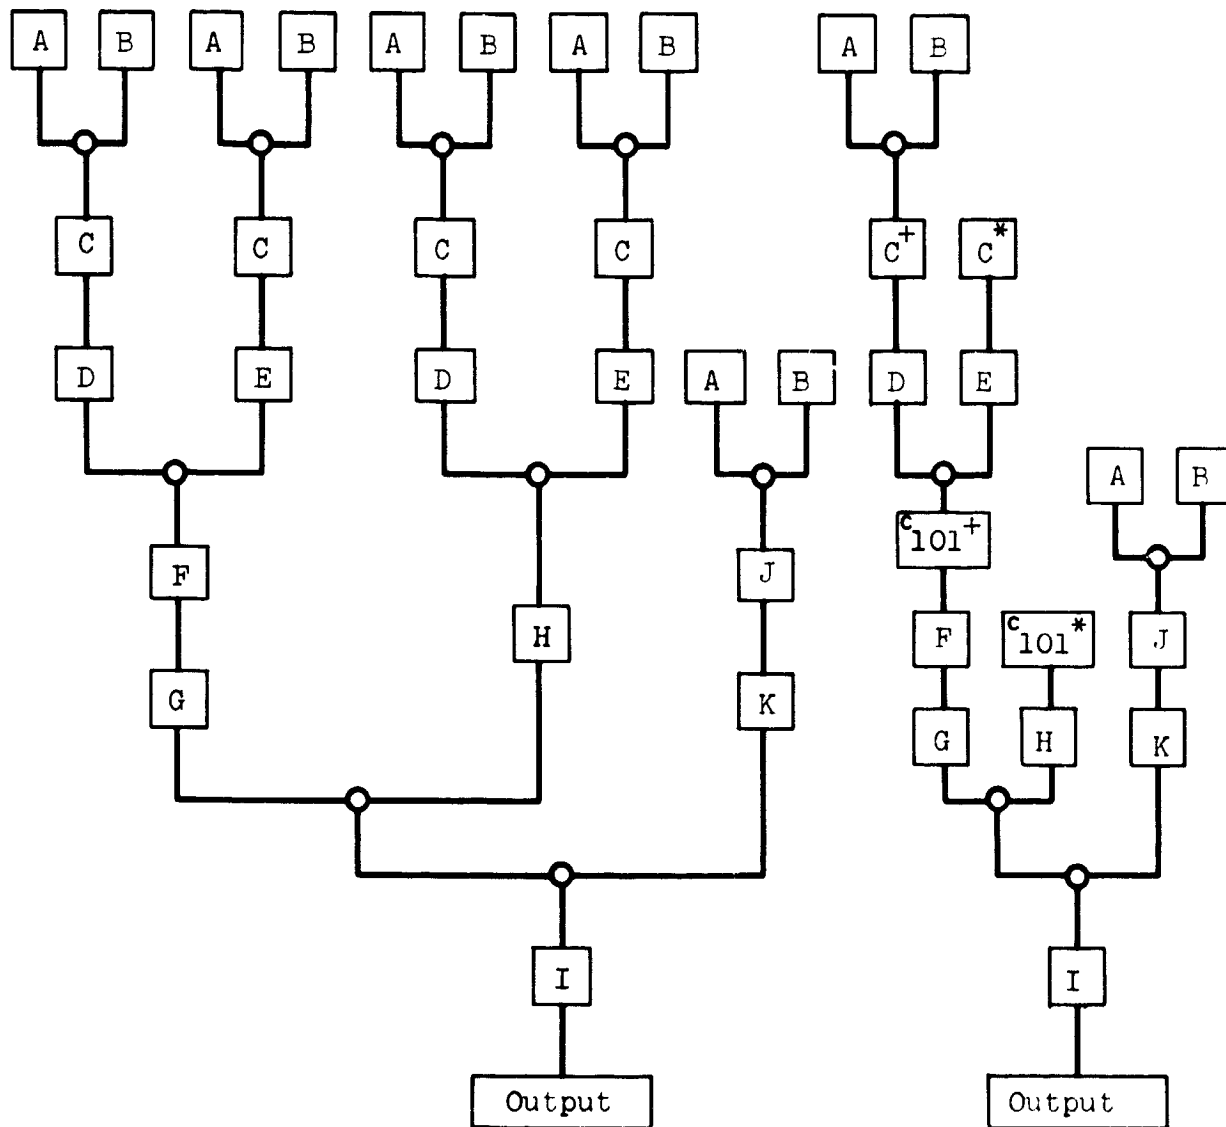 A B A B A B A B A B
C C C C C+ C*
D E D E A B D E
A B
c101+
F J F c101* J
H
G K G H K
I I
Output Output